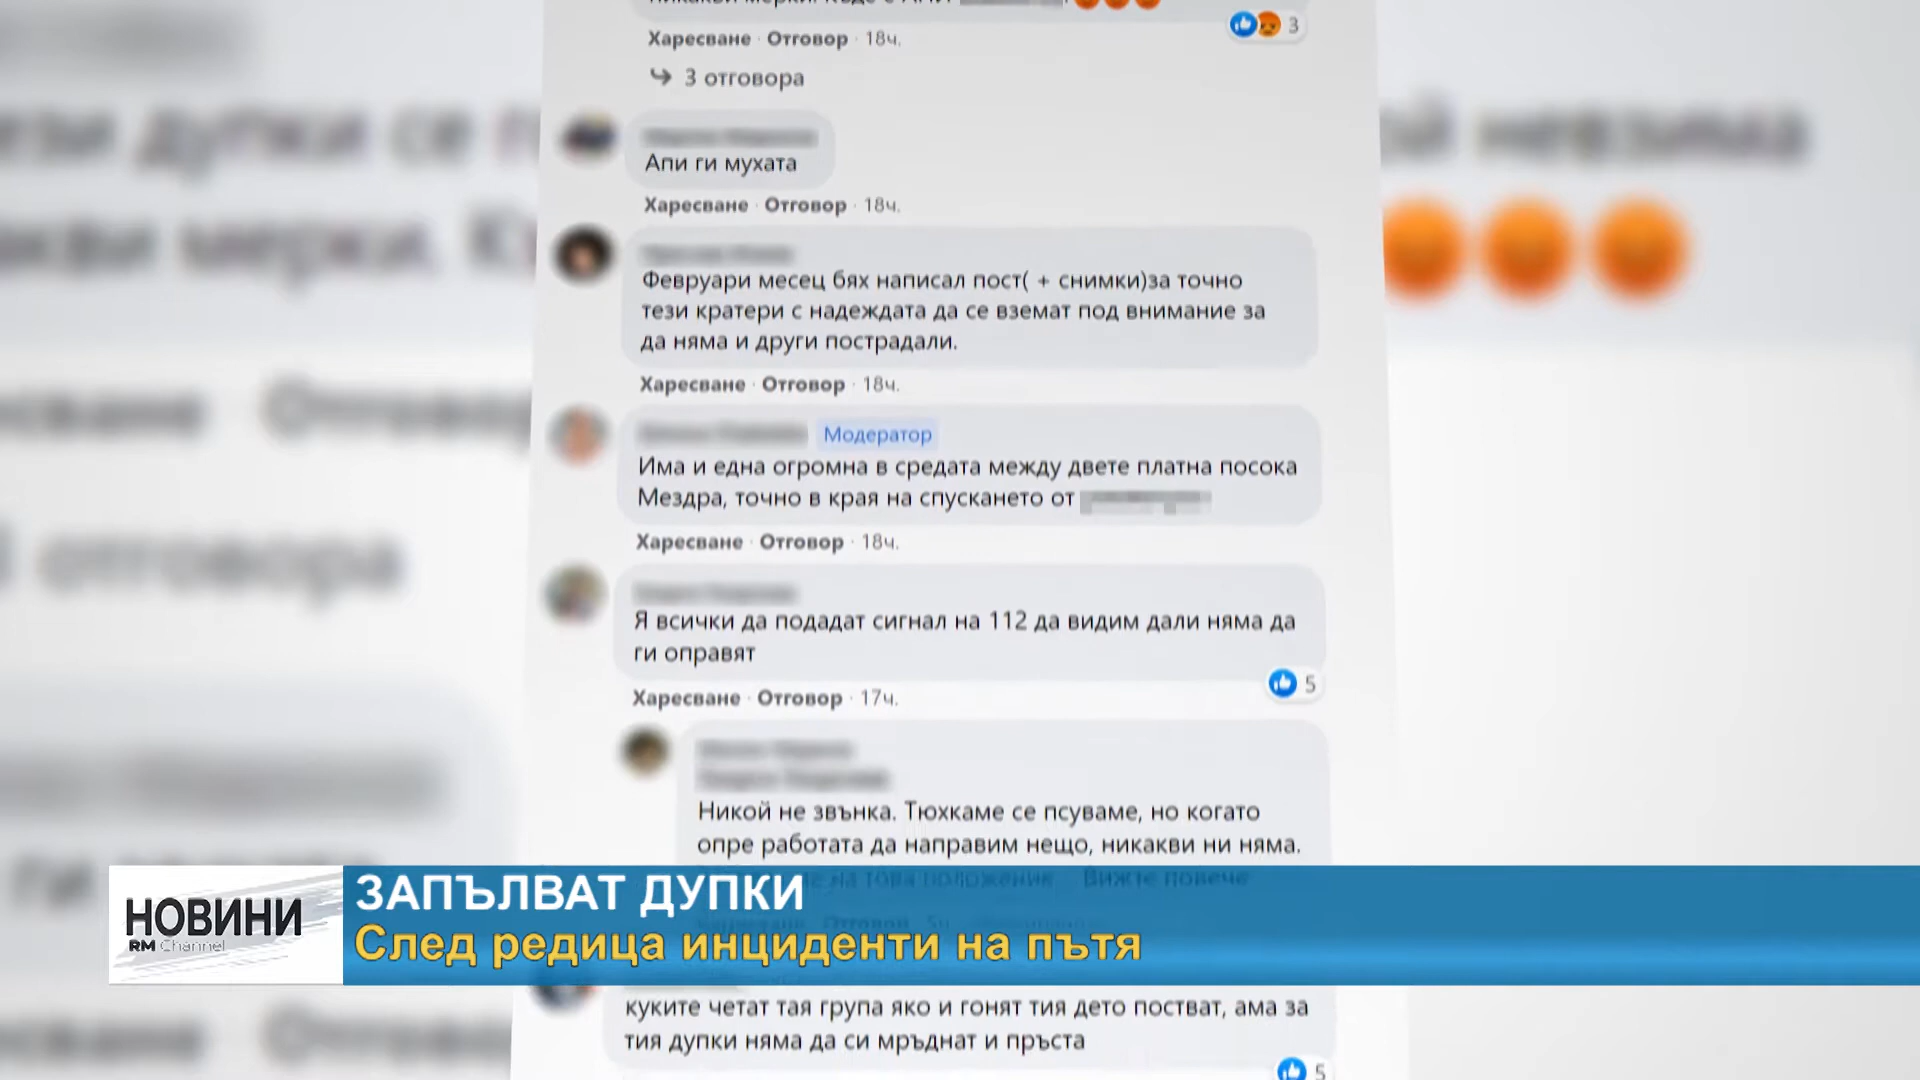 3
Харесване · Отговор · 18ч.
3 отговора
Апи ги мухата
Харесване · Отговор · 18ч.
Февруари месец бях написал пост( + снимки)за точно
тези кратери с надеждата да се вземат под внимание за
да няма и други пострадали.
Харесване · Отговор · 18ч.
Модератор
Има и една огромна в средата между двете платна посока
Мездра, точно в края на спускането от
Харесване · Отговор · 18ч.
Я всички да подадат сигнал на 112 да видим дали няма да
ги оправят
5
Харесване · Отговор · 17ч.
Никой не звънка. Тюхкаме се псуваме, но когато
опре работата да направим нещо, никакви ни няма.
на това положение Вижте повече
НОВИНИ
RM Channel
ЗАПЪЛВАТ ДУПКИ
След редица инциденти на пътя
куките четат тая група яко и гонят тия дето постват, ама за
тия дупки няма да си мръднат и пръста
5